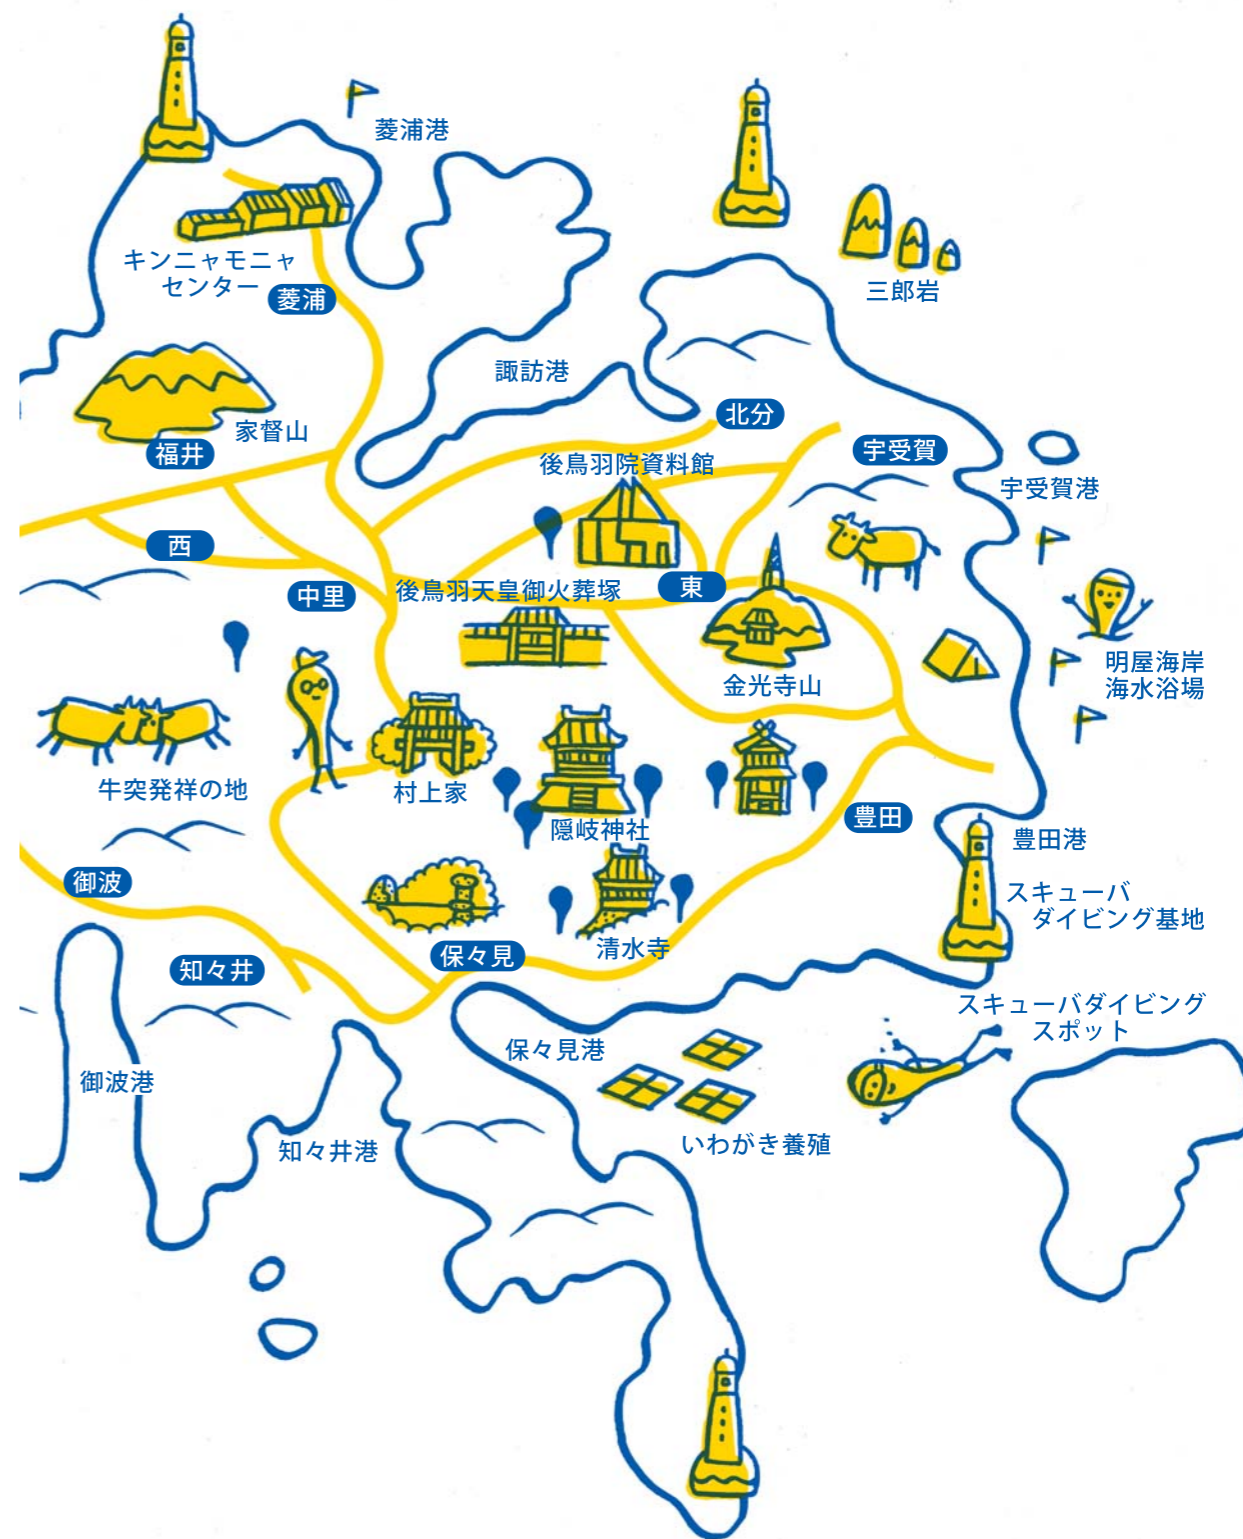 菱浦港
キンニャモニャ
センター
菱浦
三郎岩
諏訪港
家督山
福井
北分
後鳥羽院資料館
宇受賀
宇受賀港
西
中里
後鳥羽天皇御火葬塚
東
金光寺山
明屋海岸
海水浴場
牛突発祥の地
村上家
隠岐神社
豊田
豊田港
御波
スキューバ
ダイビング基地
清水寺
保々見
知々井
スキューバダイビング
スポット
保々見港
御波港
知々井港
いわがき養殖